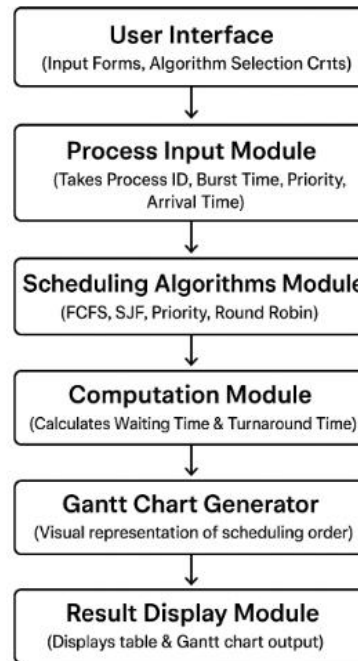 User Interface
(Input Forms, Algorithm Selection Crıts)
Process Input Module
(Takes Process ID, Burst Time, Priority,
Arrival Time)
Scheduling Algorithms Module
(FCFS, SJF, Priority, Round Robin)
Computation Module
(Calculates Waiting Time & Turnaround Time)
Gantt Chart Generator
(Visual representation of scheduling order)
Result Display Module
(Displays table & Gantt chart output)